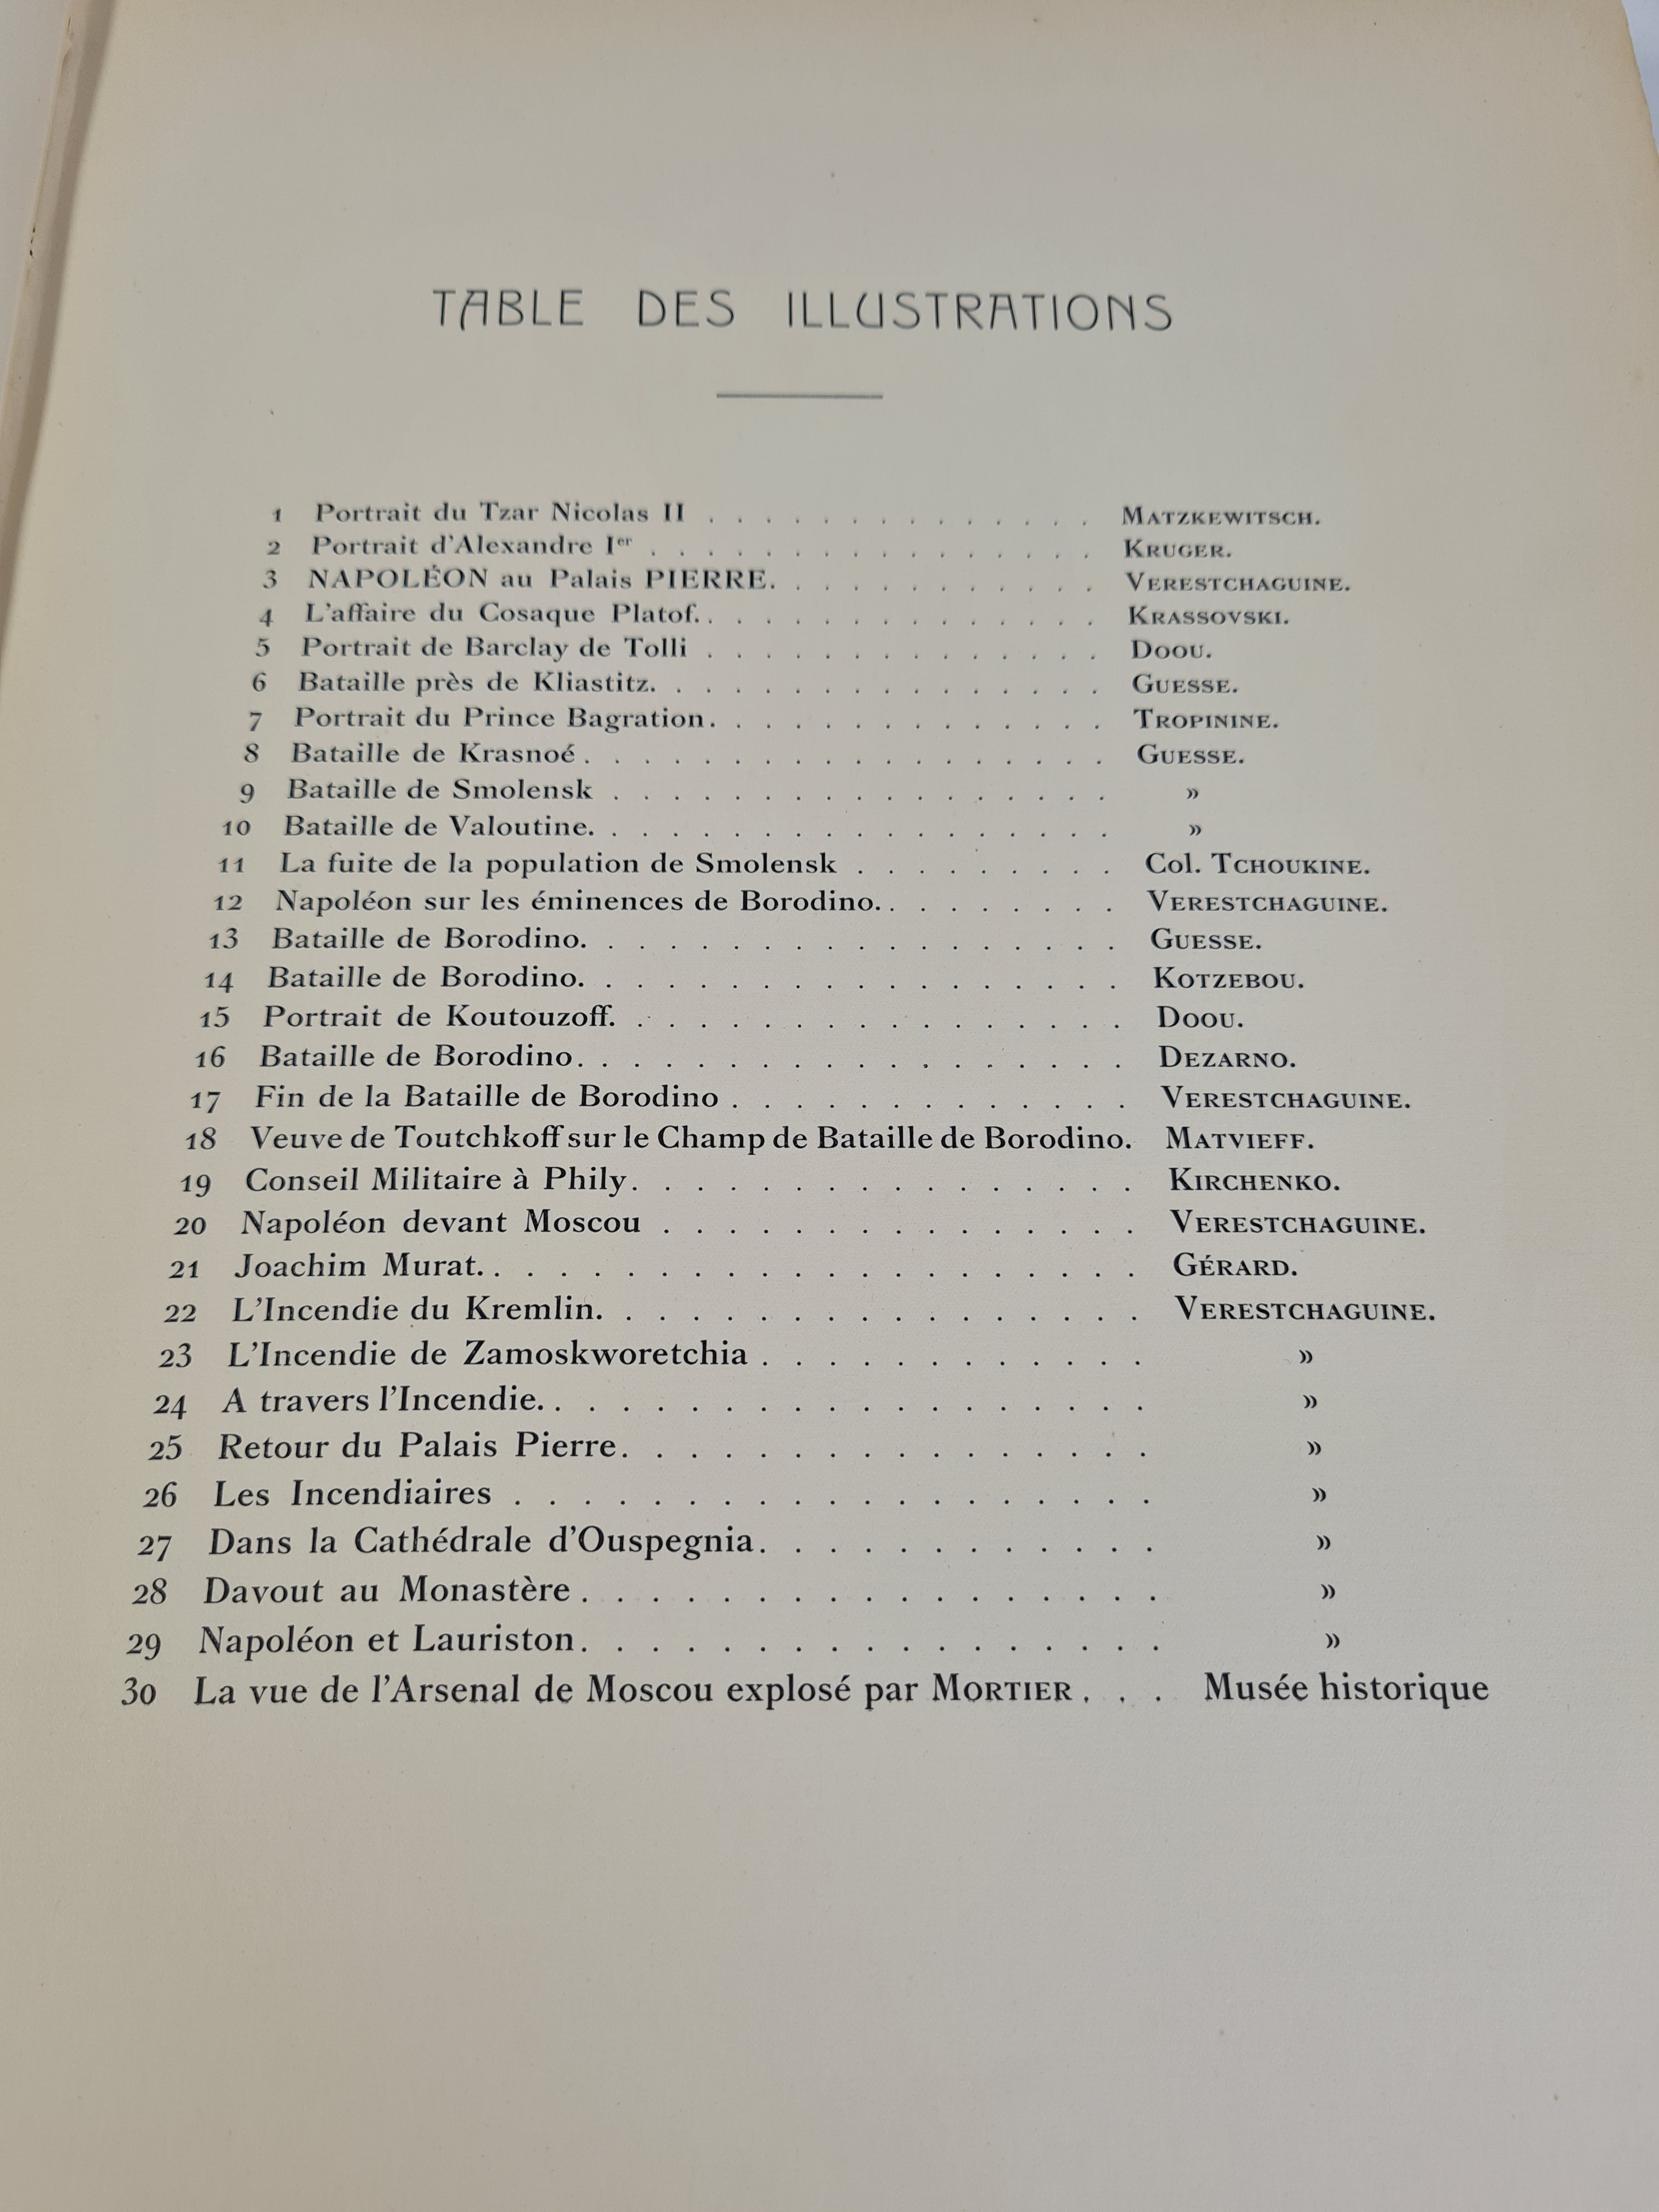 TABLE DES ILLUSTRATIONS
1 Portrait du Tzar Nicolas II . . . . . . . . . . . . . . MATZKEWITSCH.
2 Portrait d'Alexandre Ier . . . . . . . . . . . . . . . . KRUGER.
3 NAPOLÉON au Palais PIERRE. . . . . . . . . . . . VERESTCHAGUINE.
4 L'affaire du Cosaque Platof. . . . . . . . . . . . . . . KRASSOVSKI.
5 Portrait de Barclay de Tolli . . . . . . . . . . . . . . DOOU.
6 Bataille près de Kliastitz. . . . . . . . . . . . . . . . GUESSE.
7 Portrait du Prince Bagration. . . . . . . . . . . . . . TROPININE.
8 Bataille de Krasnoé . . . . . . . . . . . . . . . . . . GUESSE.
9 Bataille de Smolensk . . . . . . . . . . . . . . . . . »
10 Bataille de Valoutine. . . . . . . . . . . . . . . . . . »
11 La fuite de la population de Smolensk . . . . . . . . . Col. TCHOUKINE.
12 Napoléon sur les éminences de Borodino. . . . . . . . . VERESTCHAGUINE.
13 Bataille de Borodino. . . . . . . . . . . . . . . . . GUESSE.
14 Bataille de Borodino. . . . . . . . . . . . . . . . . KOTZEBOU.
15 Portrait de Koutouzoff. . . . . . . . . . . . . . . . DOOU.
16 Bataille de Borodino. . . . . . . . . . . . . . . . . DEZARNO.
17 Fin de la Bataille de Borodino . . . . . . . . . . . . . VERESTCHAGUINE.
18 Veuve de Toutchkoff sur le Champ de Bataille de Borodino. MATVIEFF.
19 Conseil Militaire à Phily. . . . . . . . . . . . . . . . KIRCHENKO.
20 Napoléon devant Moscou . . . . . . . . . . . . . . . VERESTCHAGUINE.
21 Joachim Murat. . . . . . . . . . . . . . . . . . . . . GÉRARD.
22 L'Incendie du Kremlin. . . . . . . . . . . . . . . . . VERESTCHAGUINE.
23 L'Incendie de Zamoskworetchia . . . . . . . . . . . . »
24 A travers l'Incendie. . . . . . . . . . . . . . . . . . . »
25 Retour du Palais Pierre. . . . . . . . . . . . . . . . »
26 Les Incendiaires . . . . . . . . . . . . . . . . . . . »
27 Dans la Cathédrale d'Ouspegnia. . . . . . . . . . . . »
28 Davout au Monastère . . . . . . . . . . . . . . . . . »
29 Napoléon et Lauriston. . . . . . . . . . . . . . . . . »
30 La vue de l'Arsenal de Moscou explosé par MORTIER . . . Musée historique